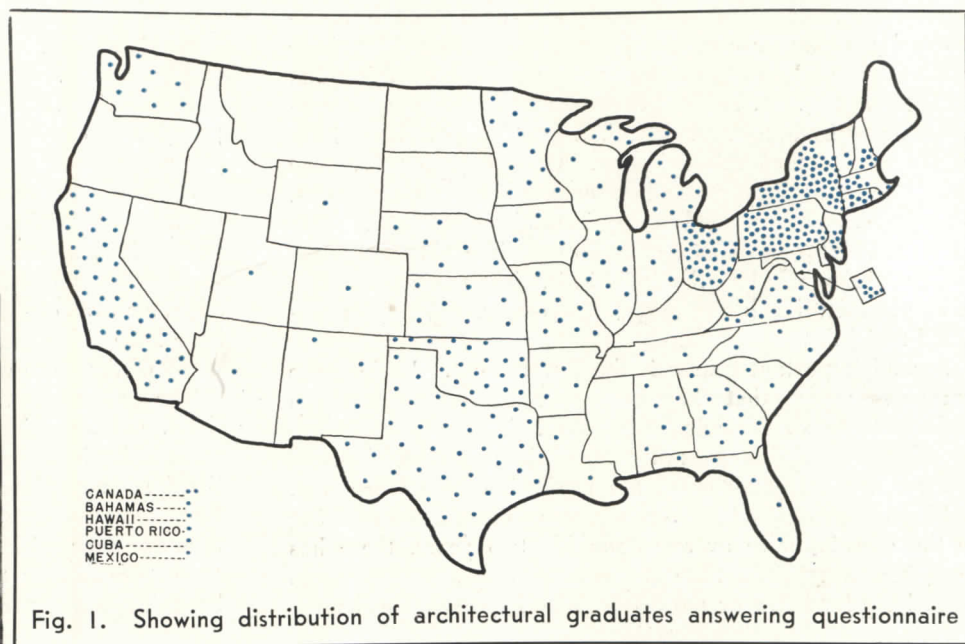 CANADA------
BAHAMAS-----
HAWAII------
PUERTO RICO-
CUBA--------
MEXICO------
Fig. 1. Showing distribution of architectural graduates answering questionnaire